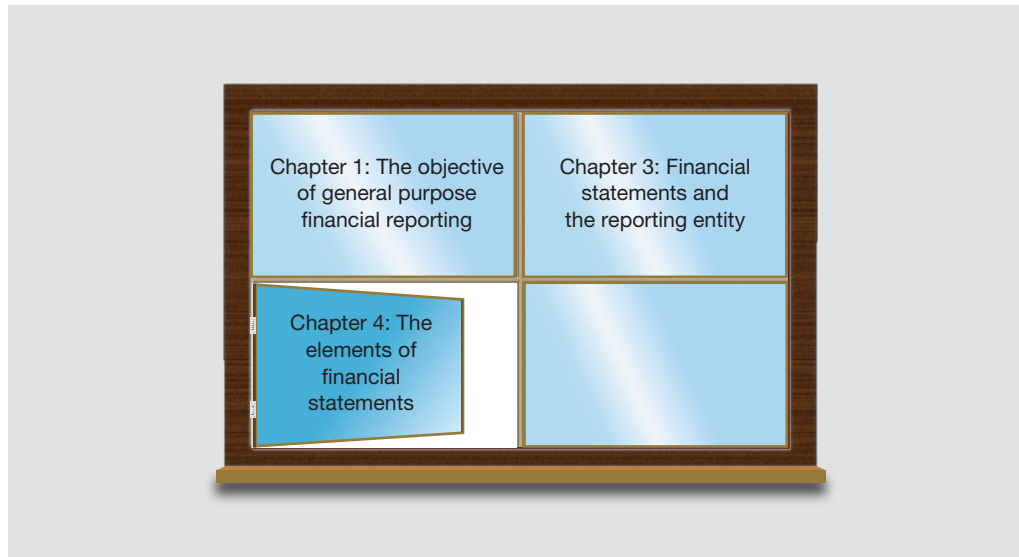 Chapter 1: The objective
of general purpose
financial reporting
Chapter 3: Financial
statements and
the reporting entity
Chapter 4: The
elements of
financial
statements